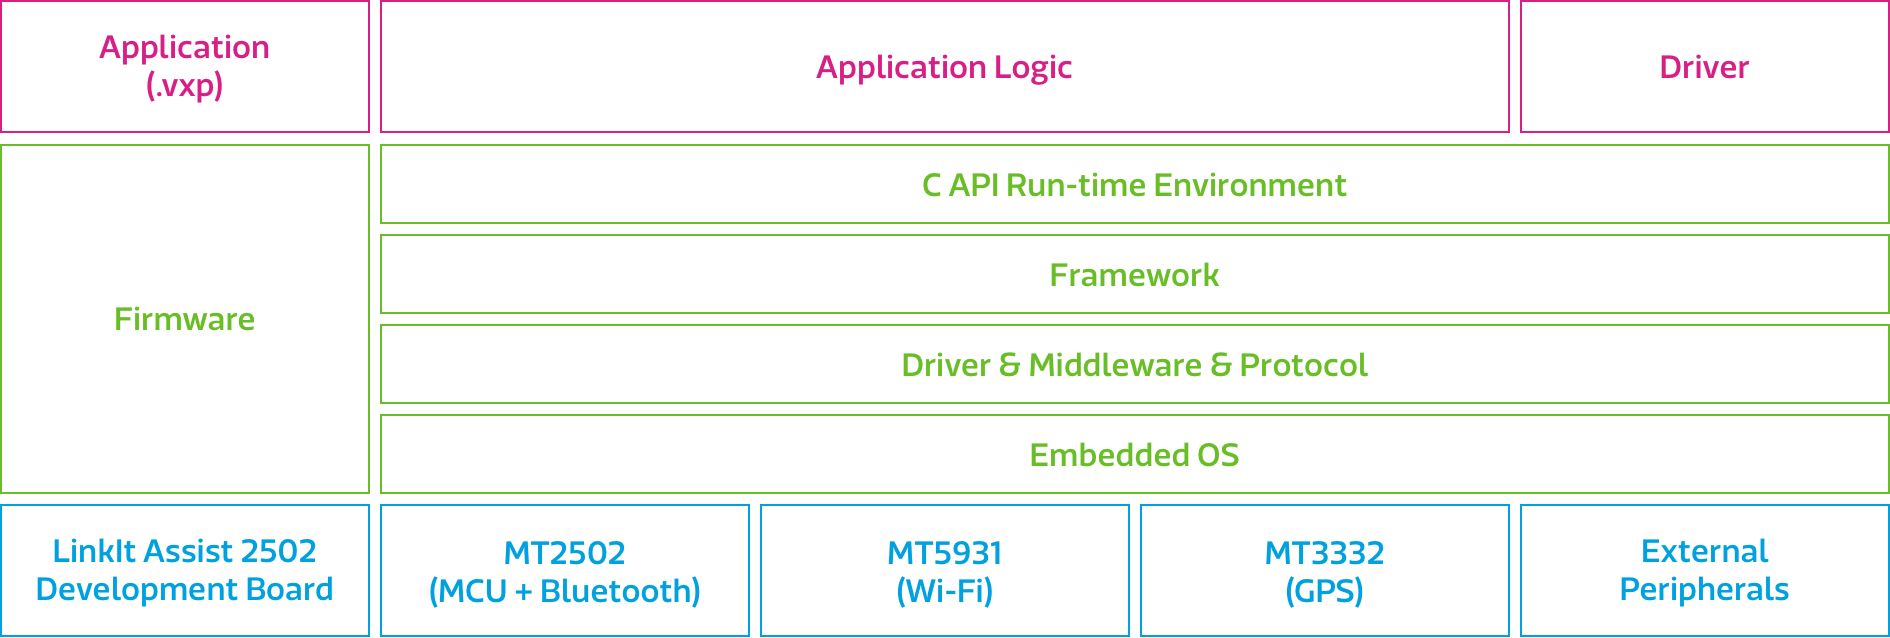 Application
(.vxp)
Application Logic
Driver
Firmware
C API Run-time Environment
Framework
Driver & Middleware & Protocol
Embedded OS
LinkIt Assist 2502
Development Board
MT2502
(MCU + Bluetooth)
MT5931
(Wi-Fi)
MT3332
(GPS)
External
Peripherals